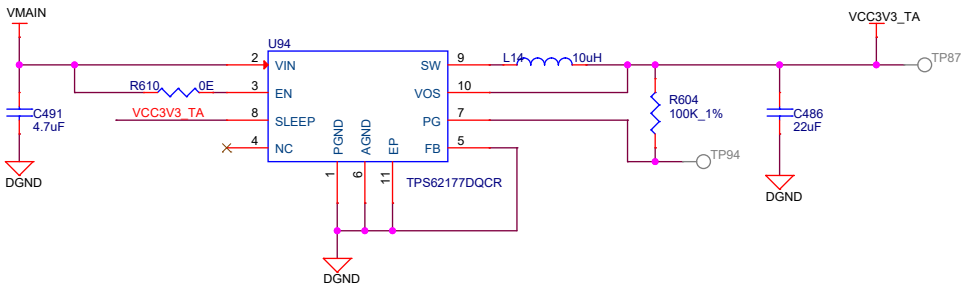 VMAIN
VCC3V3_TA
U94
2
VIN
SW
9
L14
10uH
TP87
R610
0E
3
EN
VOS
10
C491
4.7uF
VCC3V3_TA
8
SLEEP
PG
7
R604
100K_1%
C486
22uF
4
NC
PGND
AGND
EP
FB
5
TP94
1
6
11
TPS62177DQCR
DGND
DGND
DGND